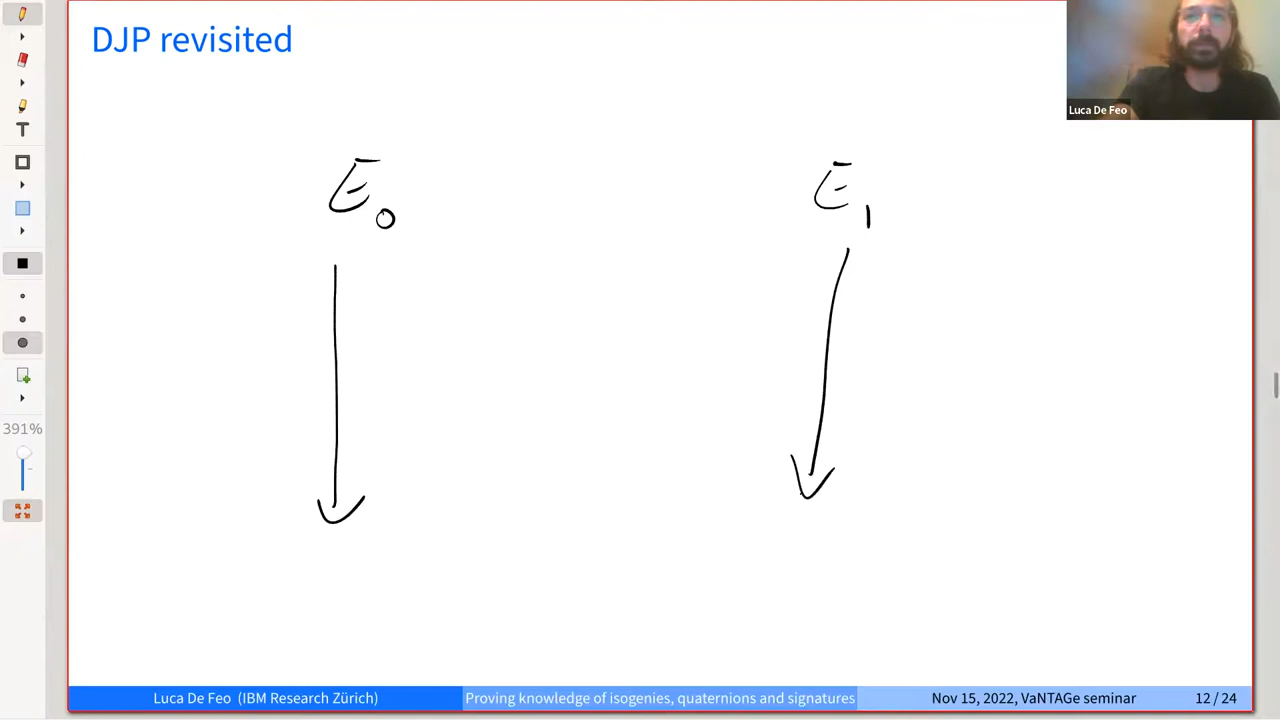 DJP revisited
Luca De Feo
E₀
E₁
T
391%
Luca De Feo (IBM Research Zürich)
Proving knowledge of isogenies, quaternions and signatures
Nov 15, 2022, VaNTAGe seminar
12 / 24